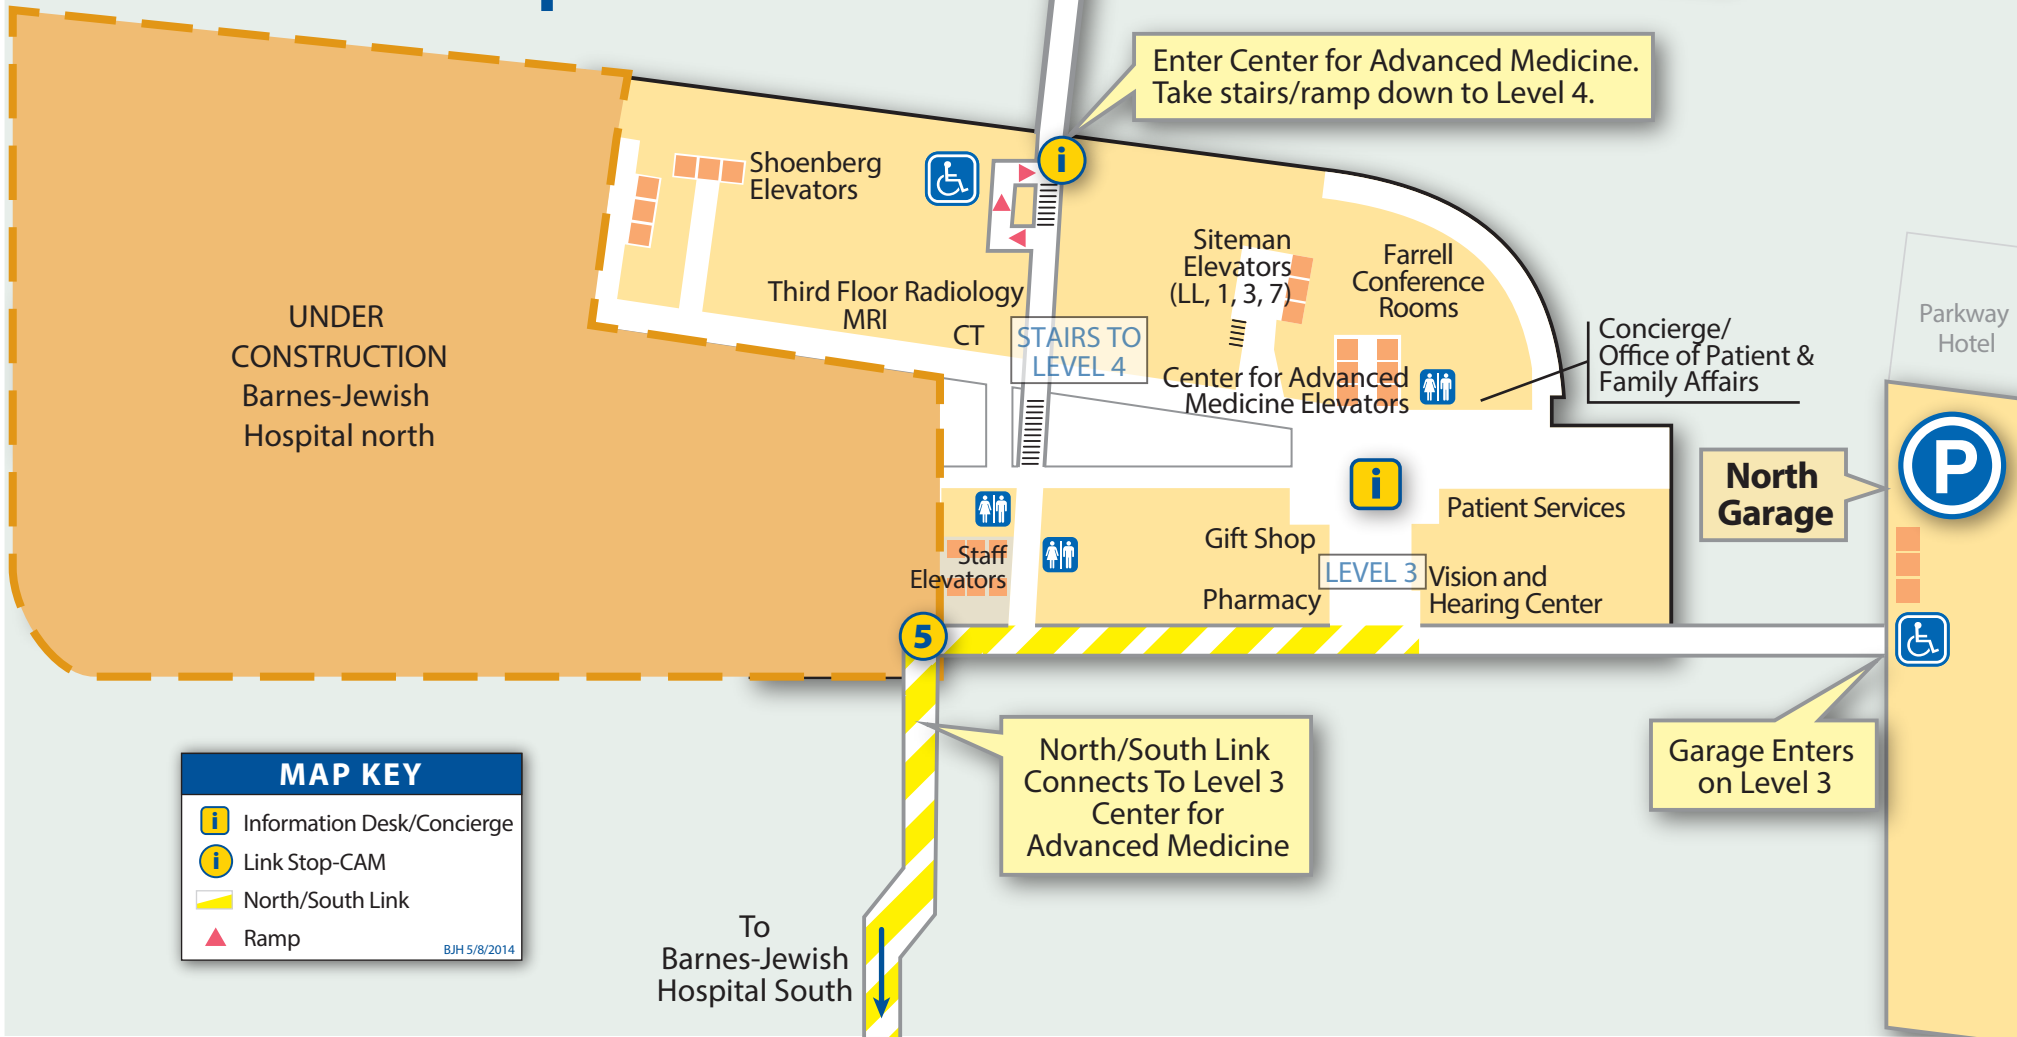 Enter Center for Advanced Medicine.
Take stairs/ramp down to Level 4.
i
Shoenberg
Elevators
Siteman
Elevators
(LL, 1, 3, 7)
Farrell
Conference
Rooms
Third Floor Radiology
MRI
CT
STAIRS TO
LEVEL 4
UNDER
CONSTRUCTION
Barnes-Jewish
Hospital north
Center for Advanced
Medicine Elevators
Concierge/
Office of Patient &
Family Affairs
Parkway
Hotel
P
North
Garage
i
Patient Services
Gift Shop
LEVEL 3
Pharmacy
Vision and
Hearing Center
Staff
Elevators
5
North/South Link
Connects To Level 3
Center for
Advanced Medicine
Garage Enters
on Level 3
MAP KEY
i Information Desk/Concierge
i Link Stop-CAM
North/South Link
Ramp
BJH 5/8/2014
To
Barnes-Jewish
Hospital South